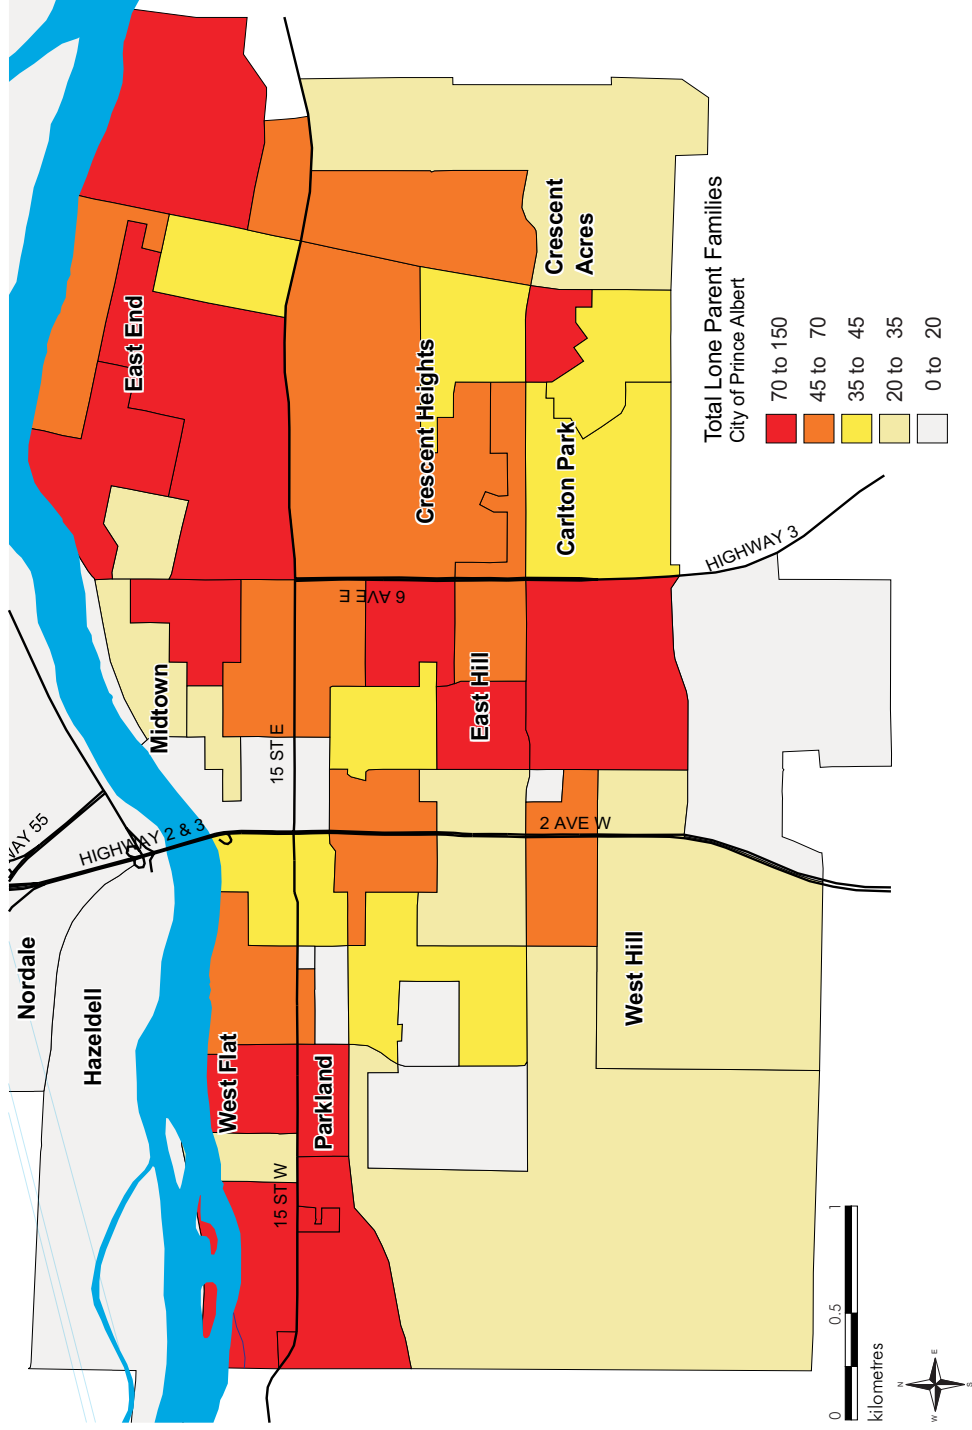 WAY 55
HIGHWAY 2 & 3
Nordale
Hazeldell
East End
Midtown
15 ST E
6 AVE E
Crescent Heights
Crescent
Acres
Carlton Park
East Hill
HIGHWAY 3
2 AVE W
West Flat
Parkland
15 ST W
West Hill
Total Lone Parent Families
City of Prince Albert
70 to 150
45 to 70
35 to 45
20 to 35
0 to 20
0 0.5 1
kilometres
N
W E
S